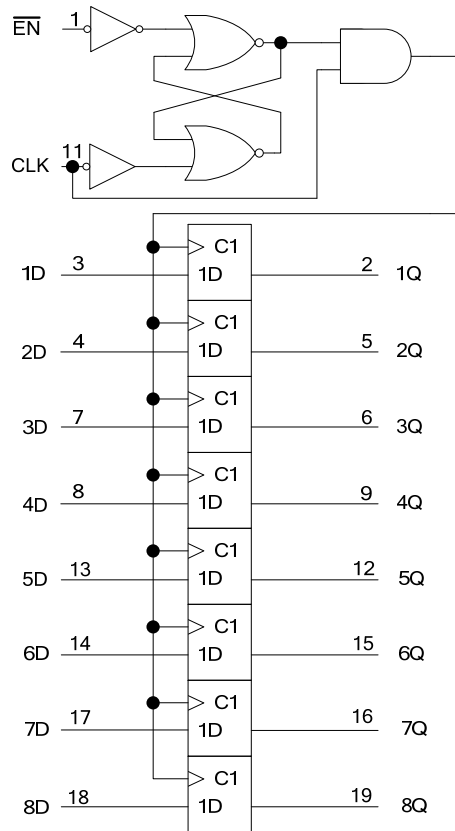 E̅N̅ 1
CLK 11
C1
1D 3 1D 2 1Q
C1
2D 4 1D 5 2Q
C1
3D 7 1D 6 3Q
C1
4D 8 1D 9 4Q
C1
5D 13 1D 12 5Q
C1
6D 14 1D 15 6Q
C1
7D 17 1D 16 7Q
C1
8D 18 1D 19 8Q